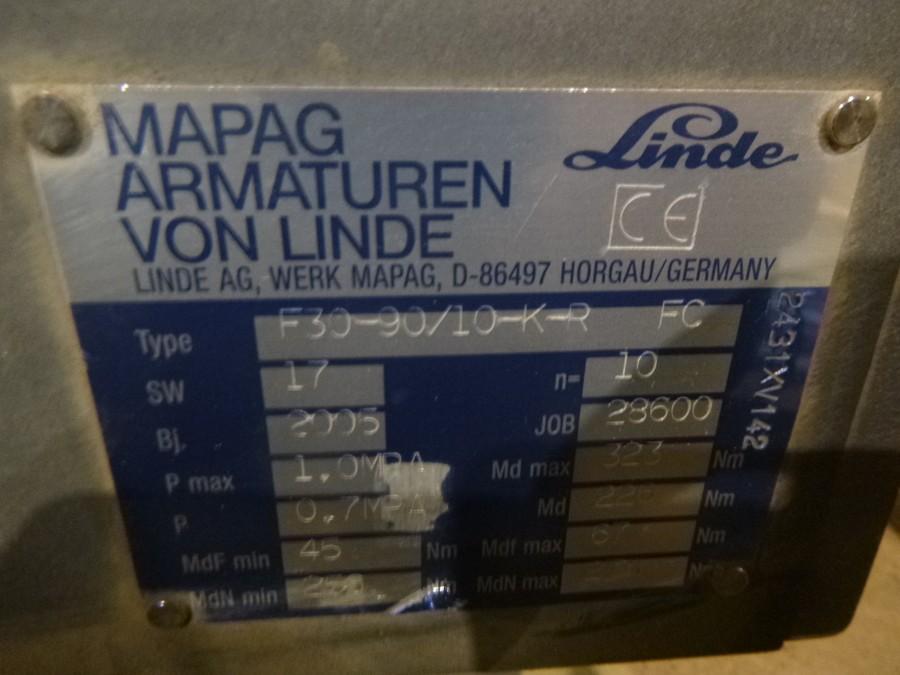 MAPAG
ARMATUREN
VON LINDE
Linde
CE
LINDE AG, WERK MAPAG, D-86497 HORGAU/GERMANY
Type F30-90/10-K-R FC
SW 17 n= 10
Bj. 2005 JOB 28600
P max 1.0MPA Md max 323 Nm
P 0.7MPA Md Nm
MdF min 45 Nm Mdf max Nm
MdN min Nm MdN max Nm
2431XV142